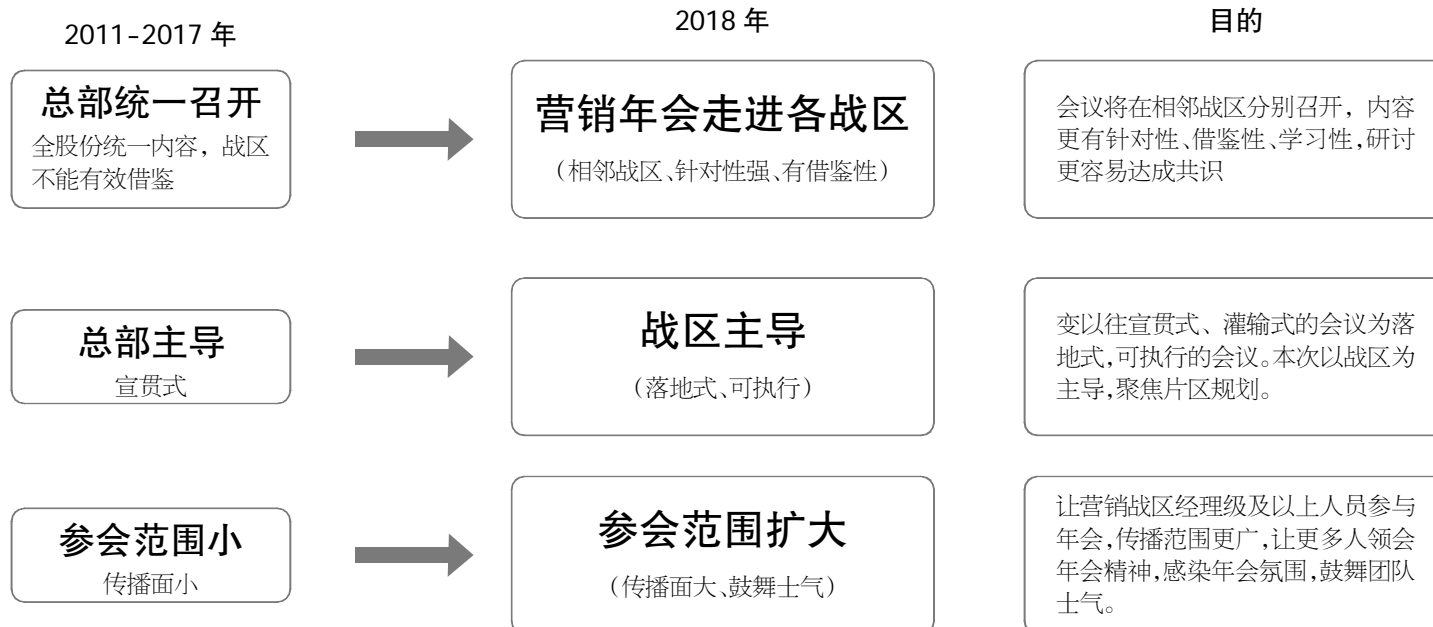 2011-2017 年
2018 年
目的
总部统一召开
全股份统一内容，战区
不能有效借鉴
营销年会走进各战区
（相邻战区、针对性强、有借鉴性）
会议将在相邻战区分别召开，内容
更有针对性、借鉴性、学习性，研讨
更容易达成共识
总部主导
宣贯式
战区主导
（落地式、可执行）
变以往宣贯式、灌输式的会议为落
地式，可执行的会议。本次以战区为
主导，聚焦片区规划。
参会范围小
传播面小
参会范围扩大
（传播面大、鼓舞士气）
让营销战区经理级及以上人员参与
年会，传播范围更广，让更多人领会
年会精神，感染年会氛围，鼓舞团队
士气。